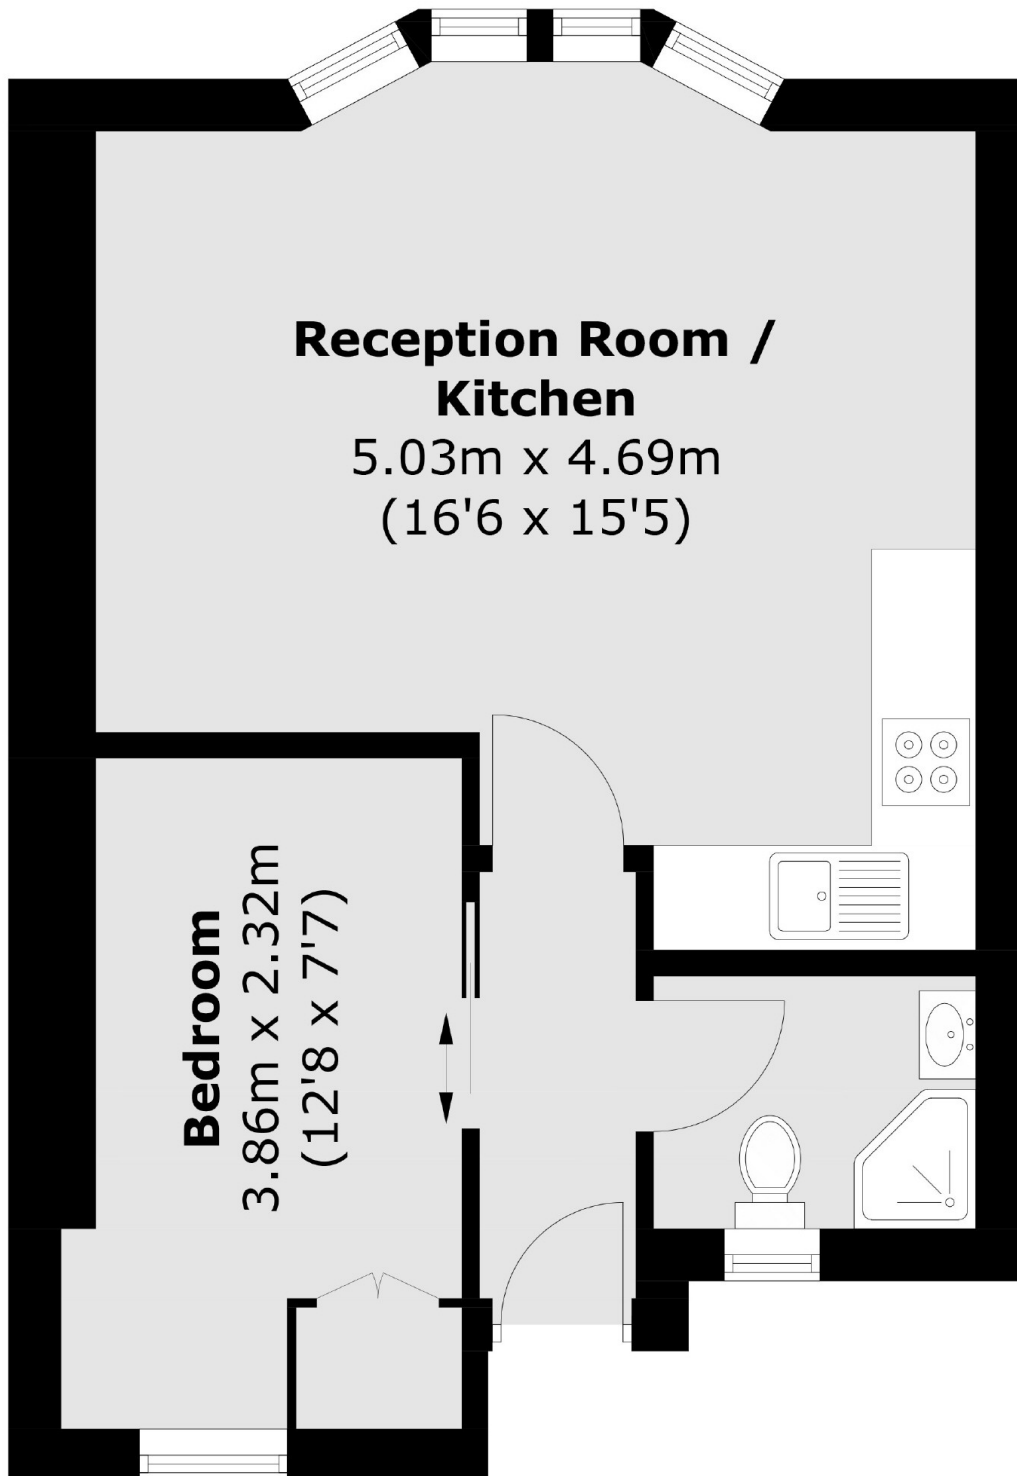 Reception Room /
Kitchen
5.03m x 4.69m
(16'6 x 15'5)
Bedroom
3.86m x 2.32m
(12'8 x 7'7)